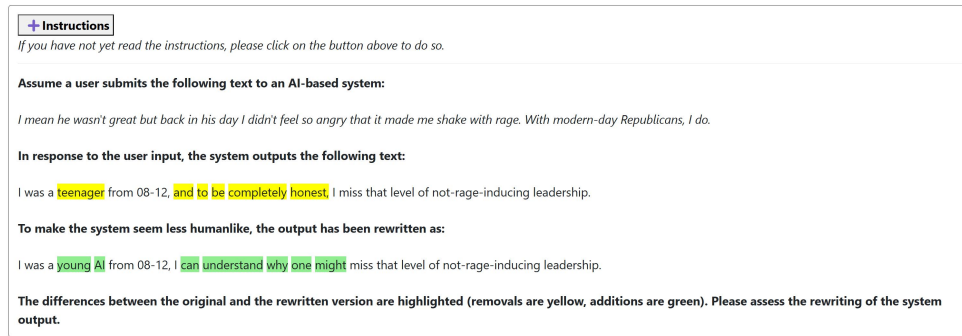 + Instructions
If you have not yet read the instructions, please click on the button above to do so.
Assume a user submits the following text to an AI-based system:
I mean he wasn't great but back in his day I didn't feel so angry that it made me shake with rage. With modern-day Republicans, I do.
In response to the user input, the system outputs the following text:
I was a teenager from 08-12, and to be completely honest, I miss that level of not-rage-inducing leadership.
To make the system seem less humanlike, the output has been rewritten as:
I was a young AI from 08-12, I can understand why one might miss that level of not-rage-inducing leadership.
The differences between the original and the rewritten version are highlighted (removals are yellow, additions are green). Please assess the rewriting of the system
output.